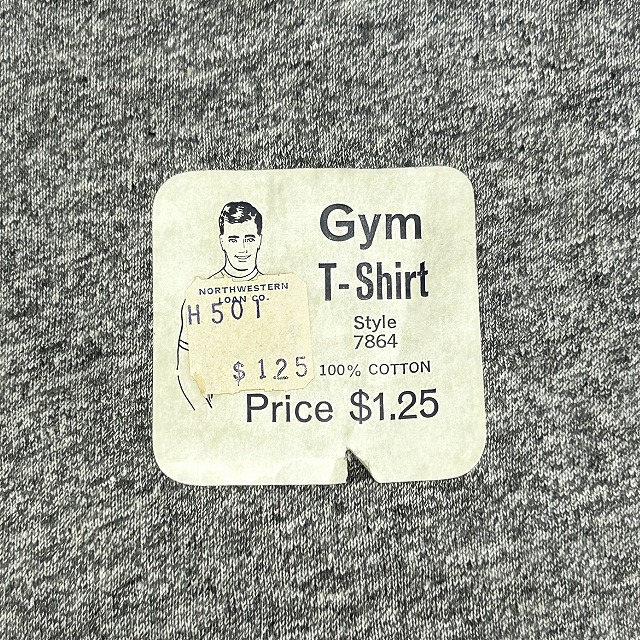 Gym
T-Shirt
Style
7864
100% COTTON
Price $1.25
NORTHWESTERN
LOAN CO.
H 501
$ 1.25